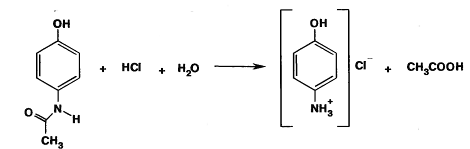 OH
N
H
O
CH₃
+ HCl + H₂O
OH
NH₃⁺
Cl⁻
+ CH₃COOH